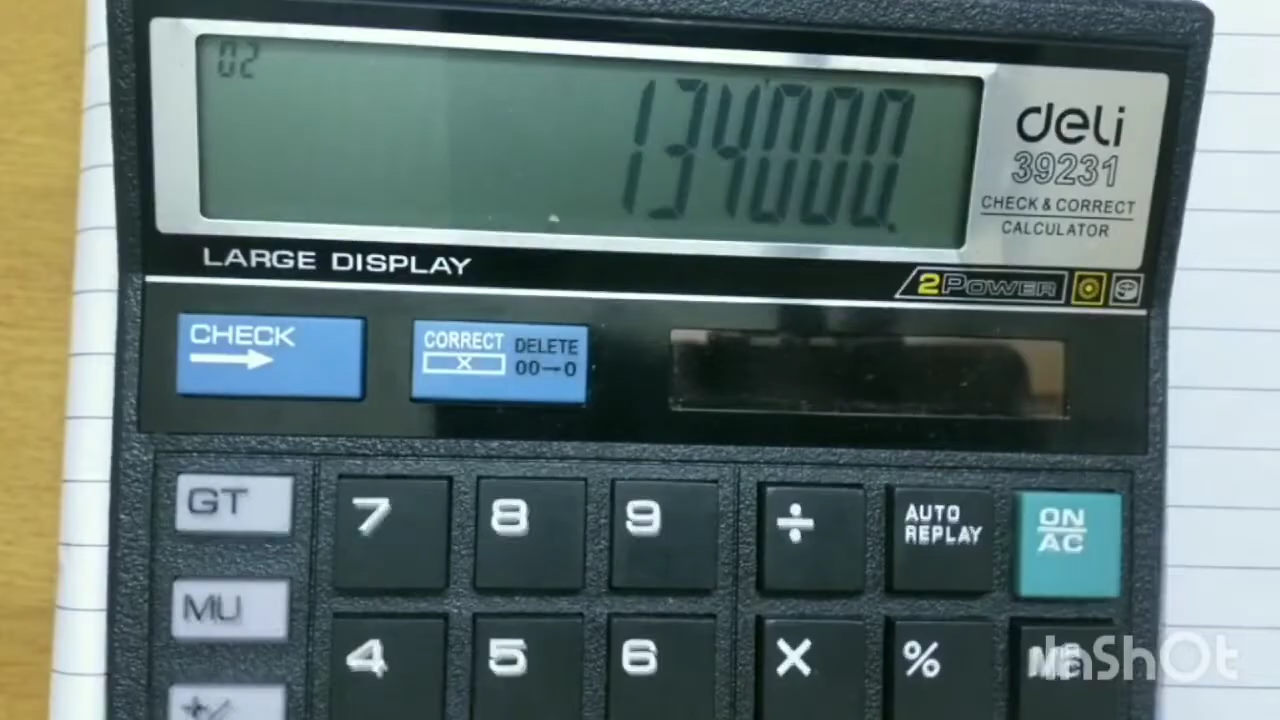 02
134000.
deli
39231
CHECK & CORRECT
CALCULATOR
LARGE DISPLAY
2POWER
CHECK
CORRECT DELETE
X 00→0
GT 7 8 9 ÷ AUTO REPLAY ON AC
MU 4 5 6 X %
+/-
InShOt